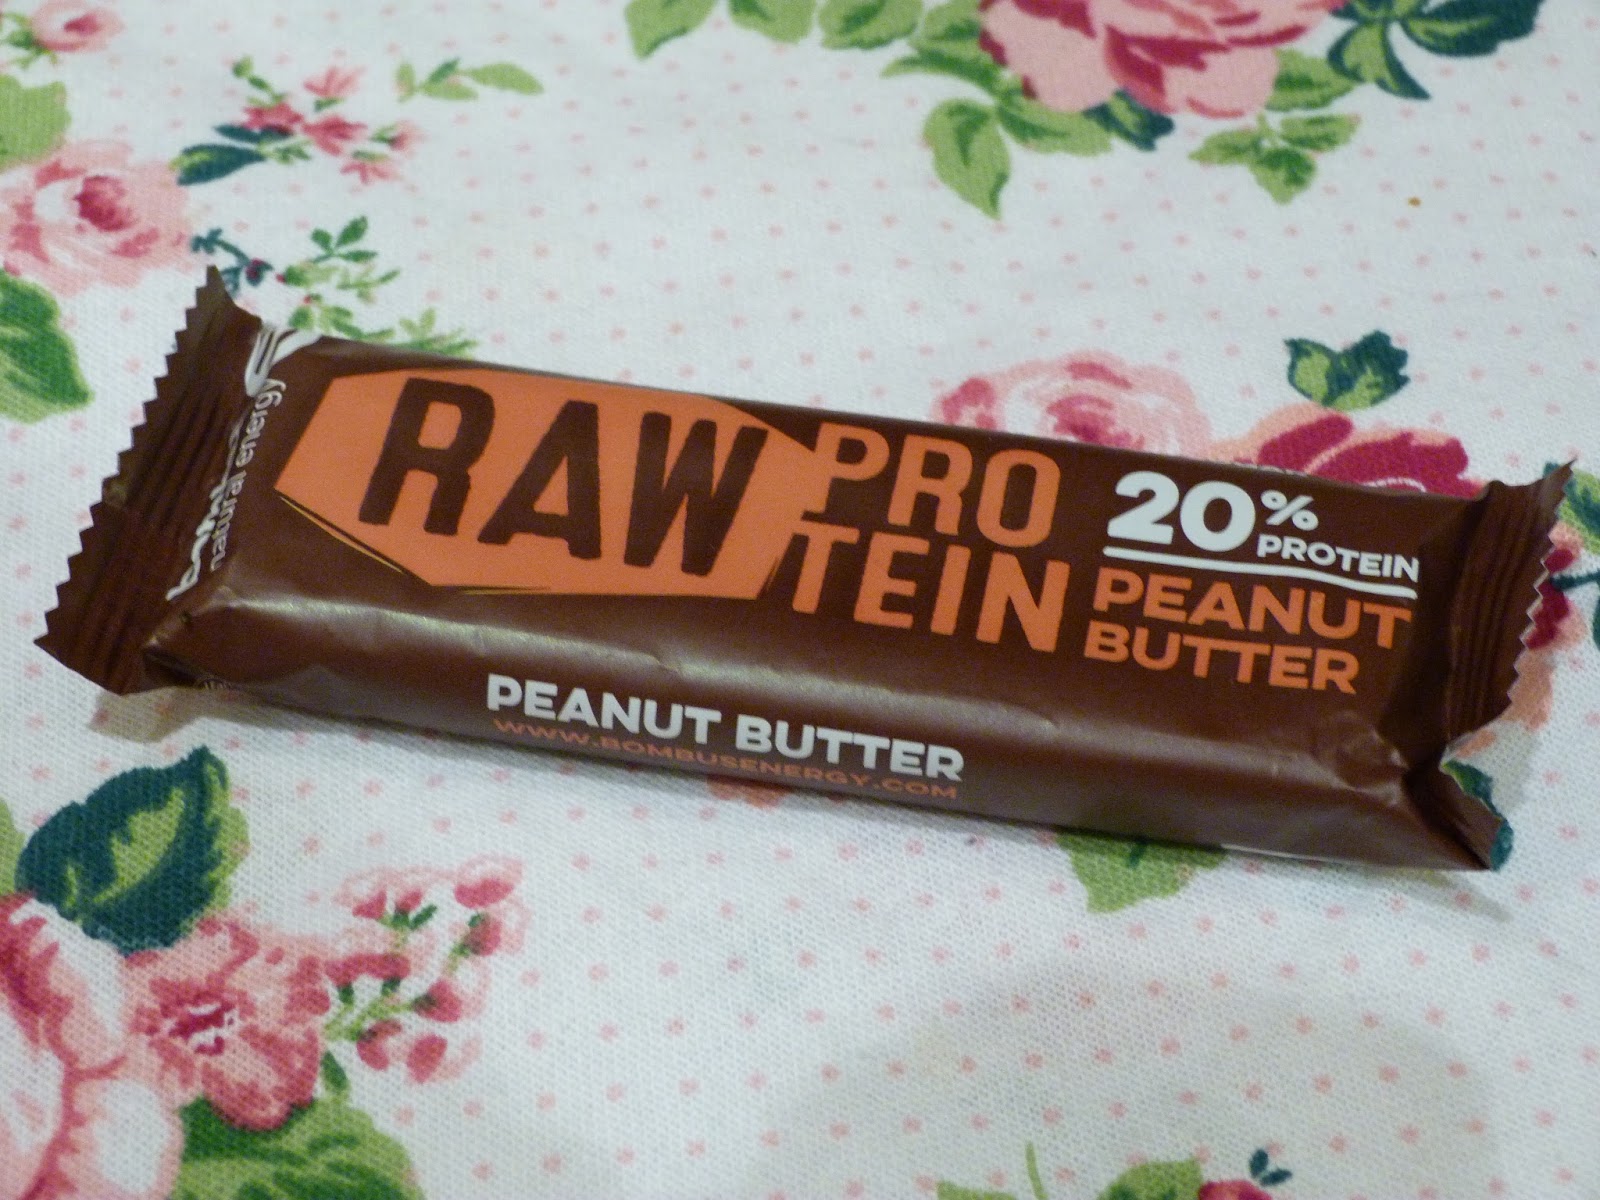 natural energy
RAW
PRO
TEIN
20%
PROTEIN
PEANUT
BUTTER
PEANUT BUTTER
WWW.BOMBUSENERGY.COM